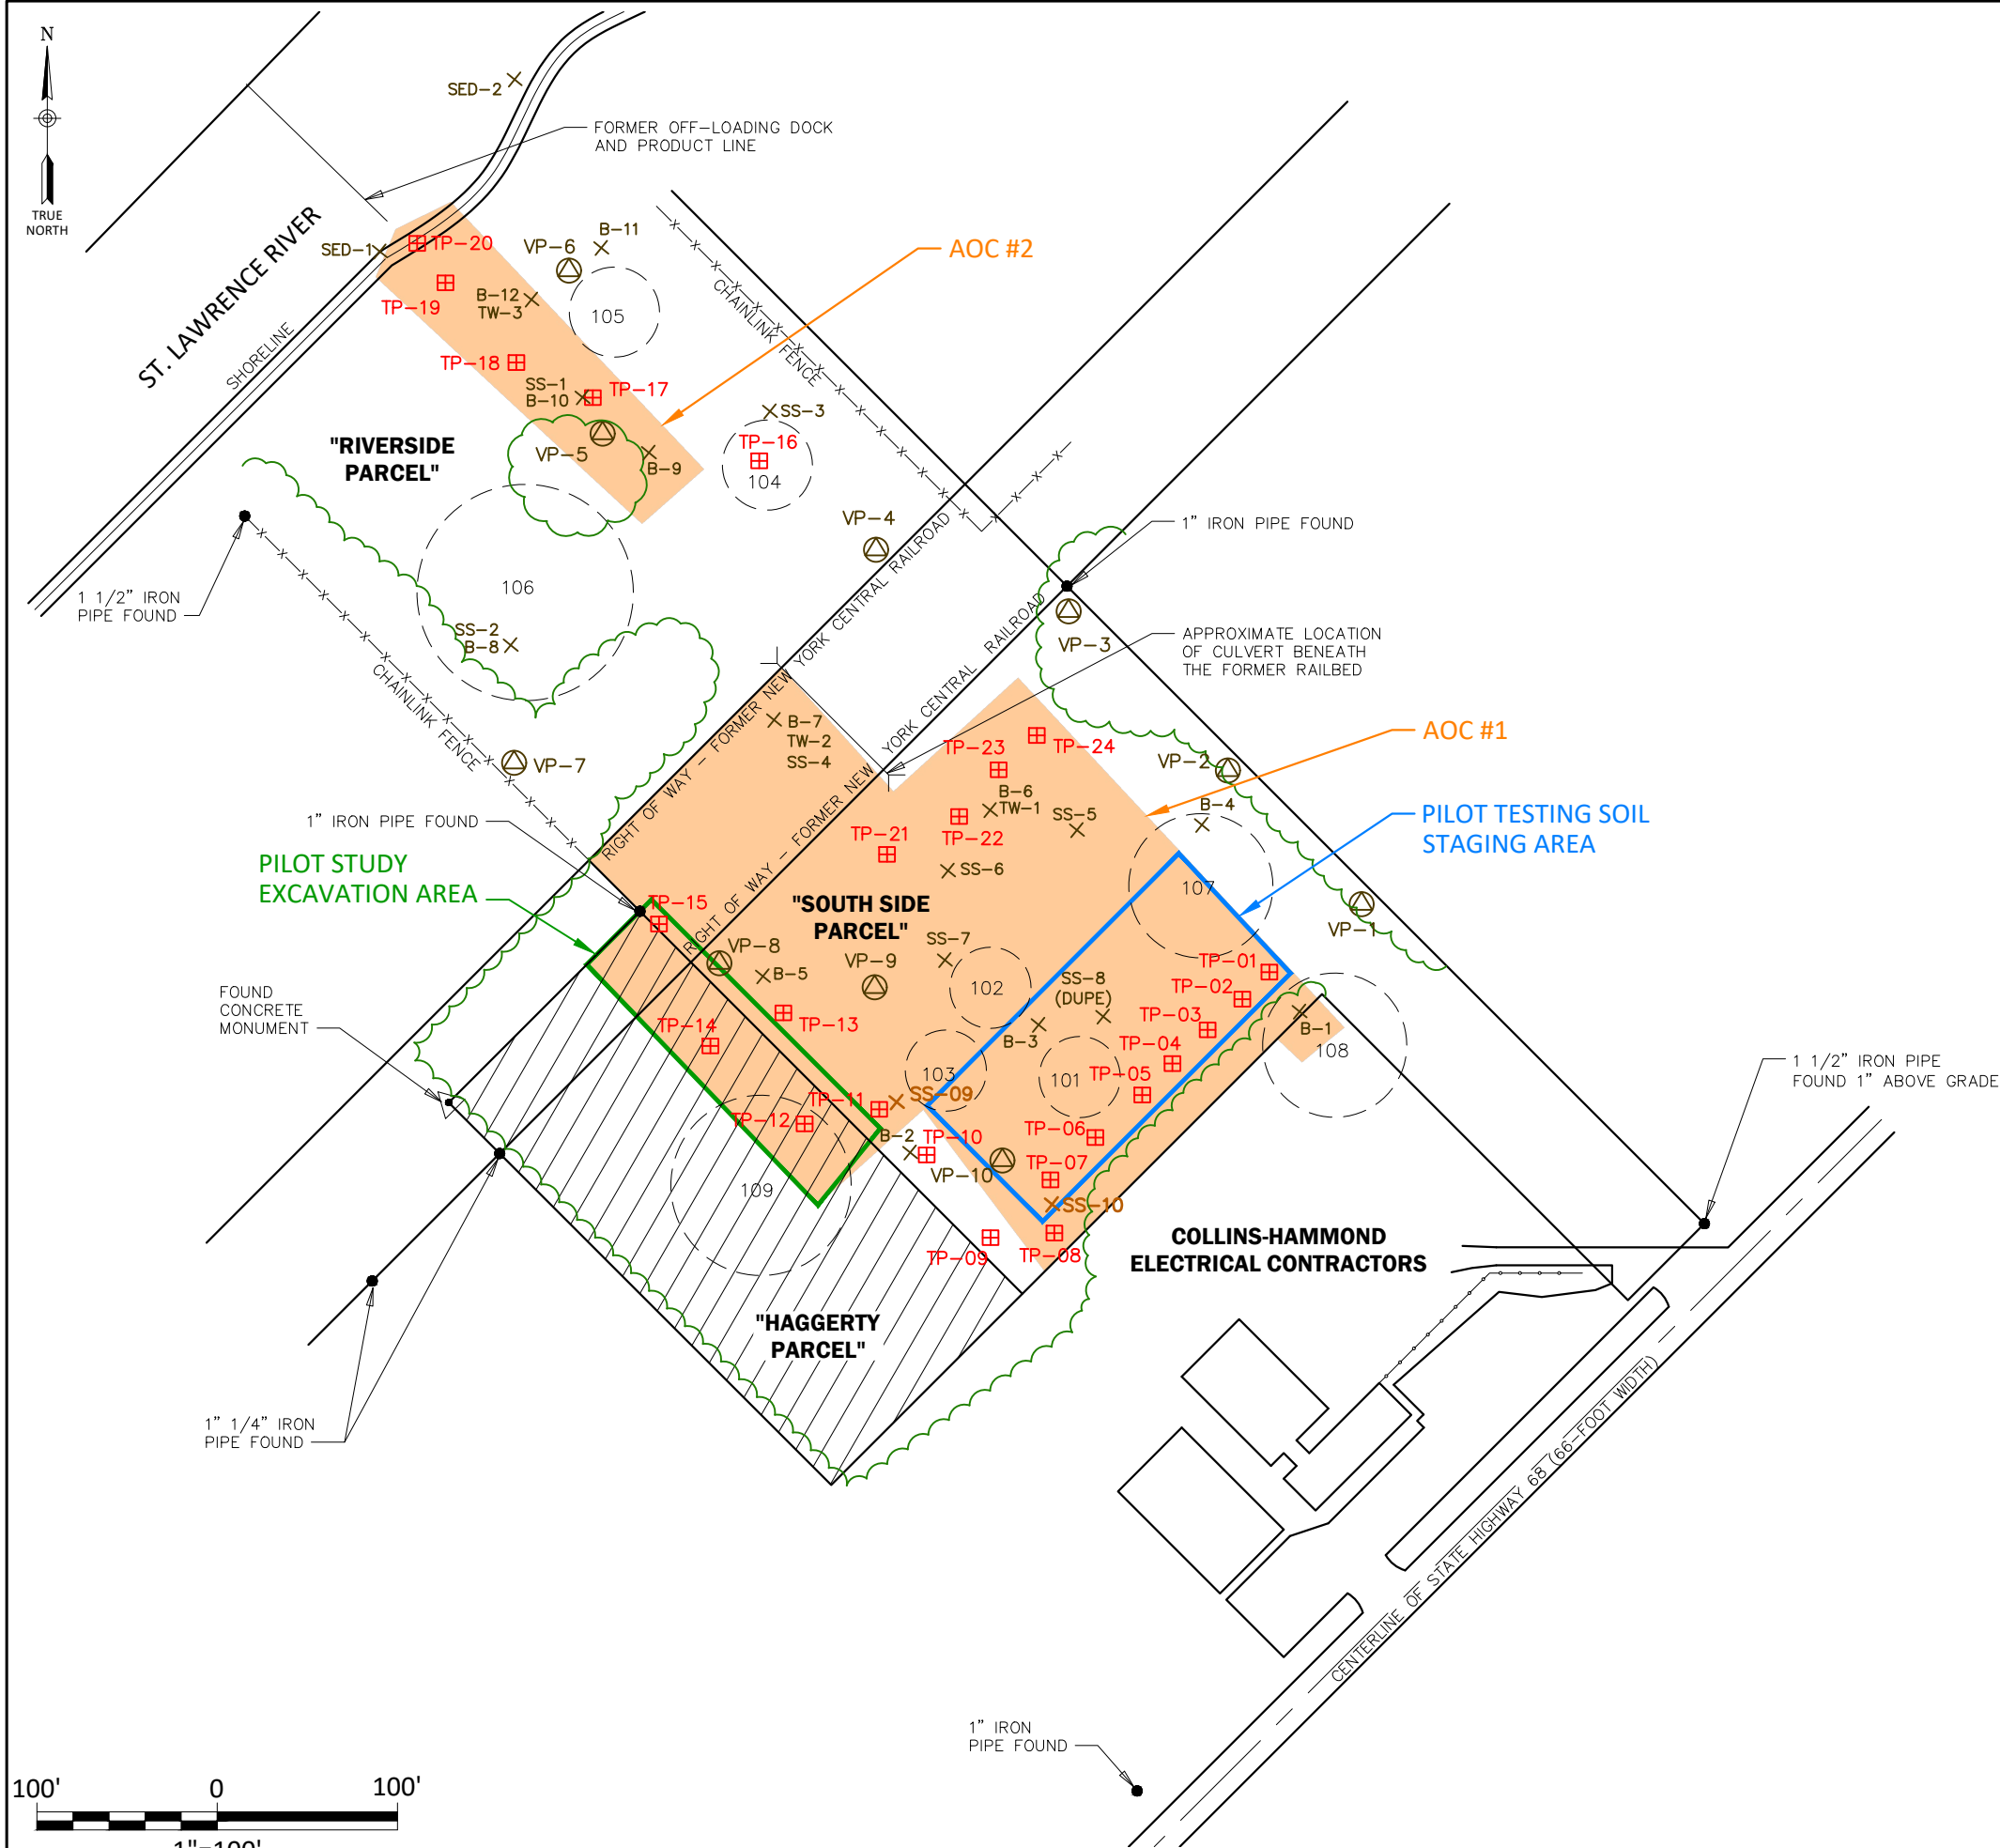 N
TRUE
NORTH
SED-2
FORMER OFF-LOADING DOCK
AND PRODUCT LINE
ST. LAWRENCE RIVER
SHORELINE
SED-1
TP-20
TP-19
VP-6
B-11
B-12
TW-3
105
AOC #2
CHAINLINK FENCE
TP-18
SS-1
B-10
TP-17
SS-3
TP-16
104
"RIVERSIDE
PARCEL"
VP-5
B-9
VP-4
1" IRON PIPE FOUND
1 1/2" IRON
PIPE FOUND
106
SS-2
B-8
CHAINLINK FENCE
VP-3
APPROXIMATE LOCATION
OF CULVERT BENEATH
THE FORMER RAILBED
RIGHT OF WAY - FORMER NEW YORK CENTRAL RAILROAD
RIGHT OF WAY - FORMER NEW YORK CENTRAL RAILROAD
B-7
TW-2
SS-4
TP-23
TP-24
AOC #1
VP-7
VP-2
B-6
TW-1
SS-5
B-4
TP-21
TP-22
SS-6
1" IRON PIPE FOUND
PILOT TESTING SOIL
STAGING AREA
PILOT STUDY
EXCAVATION AREA
107
"SOUTH SIDE
PARCEL"
TP-15
VP-1
VP-8
B-5
VP-9
SS-7
102
SS-8
(DUPE)
TP-01
TP-02
TP-03
B-1
108
FOUND
CONCRETE
MONUMENT
TP-14
TP-13
B-3
TP-04
103
101
TP-05
1 1/2" IRON PIPE
FOUND 1" ABOVE GRADE
TP-11
SS-09
TP-12
B-2
TP-10
TP-06
VP-10
TP-07
109
SS-10
TP-09
TP-08
COLLINS-HAMMOND
ELECTRICAL CONTRACTORS
"HAGGERTY
PARCEL"
1" 1/4" IRON
PIPE FOUND
CENTERLINE OF STATE HIGHWAY 68 (66-FOOT WIDTH)
1" IRON
PIPE FOUND
100'
0
100'
1"=100'